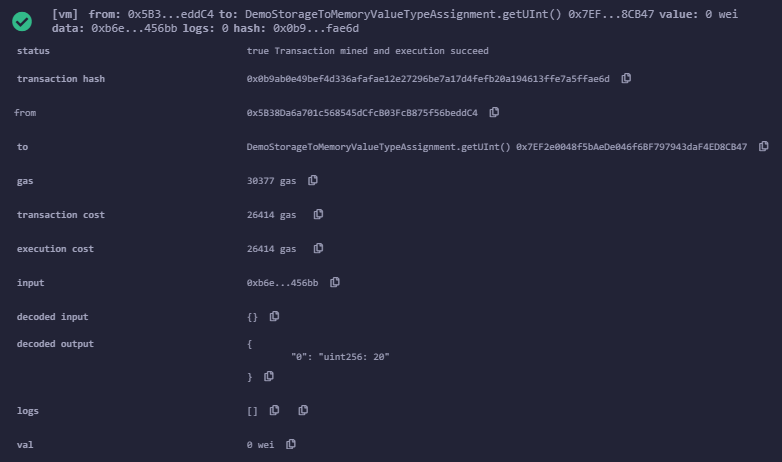 [vm] from: 0x5B3...eddC4 to: DemoStorageToMemoryValueTypeAssignment.getUInt() 0x7EF...8CB47 value: 0 wei
data: 0xb6e...456bb logs: 0 hash: 0x0b9...fae6d
status true Transaction mined and execution succeed
transaction hash 0x0b9ab0e49bef4d336afafae12e27296be7a17d4fefb20a194613ffe7a5ffae6d
from 0x5B38Da6a701c568545dCfcB03FcB875f56beddC4
to DemoStorageToMemoryValueTypeAssignment.getUInt() 0x7EF2e0048f5bAeDe046f6BF797943daF4ED8CB47
gas 30377 gas
transaction cost 26414 gas
execution cost 26414 gas
input 0xb6e...456bb
decoded input {}
decoded output {
"0": "uint256: 20"
}
logs []
val 0 wei